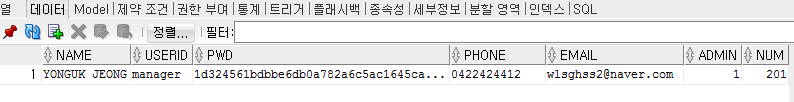 열 데이터 Model 제약 조건 권한 부여 통계 트리거 플래시백 종속성 세부정보 분할 영역 인덱스 SQL
정렬... 필터:
NAME USERID PWD PHONE EMAIL ADMIN NUM
1 YONGUK JEONG manager 1d324561bdbbe6db0a782a6c5ac1645ca... 0422424412 wlsghss2@naver.com 1 201